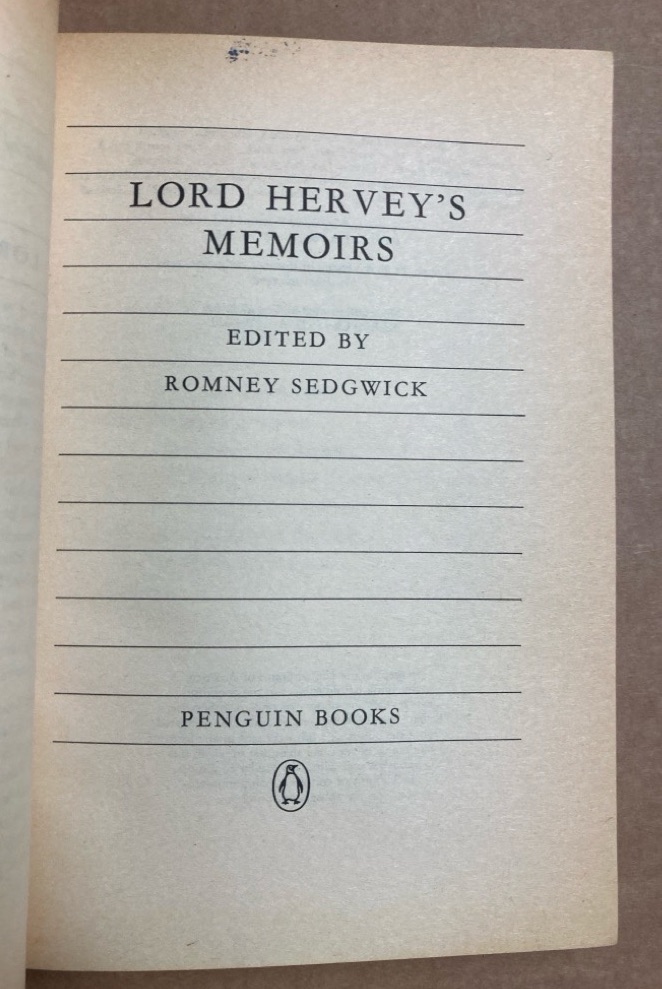 LORD HERVEY'S
MEMOIRS
EDITED BY
ROMNEY SEDGWICK
PENGUIN BOOKS